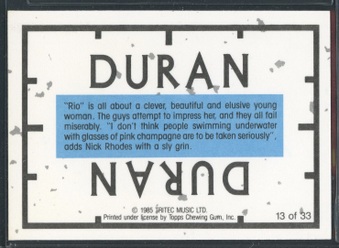 DURAN
"Rio" is all about a clever, beautiful and elusive young
woman. The guys attempt to impress her, and they all fail
miserably. "I don't think people swimming underwater
with glasses of pink champagne are to be taken seriously",
adds Nick Rhodes with a sly grin.
DURAN
© 1985 TRITEC MUSIC LTD.
Printed under license by Topps Chewing Gum, Inc.
13 of 33